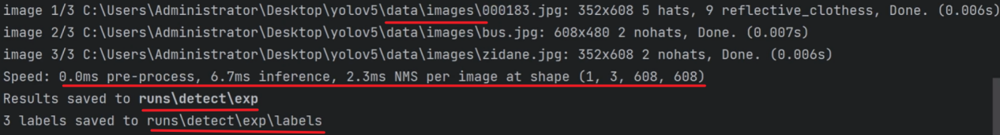 image 1/3 C:\Users\Administrator\Desktop\yolov5\data\images\000183.jpg: 352x608 5 hats, 9 reflective_clothess, Done. (0.006s)
image 2/3 C:\Users\Administrator\Desktop\yolov5\data\images\bus.jpg: 608x480 2 nohats, Done. (0.007s)
image 3/3 C:\Users\Administrator\Desktop\yolov5\data\images\zidane.jpg: 352x608 2 nohats, Done. (0.006s)
Speed: 0.0ms pre-process, 6.7ms inference, 2.3ms NMS per image at shape (1, 3, 608, 608)
Results saved to runs\detect\exp
3 labels saved to runs\detect\exp\labels